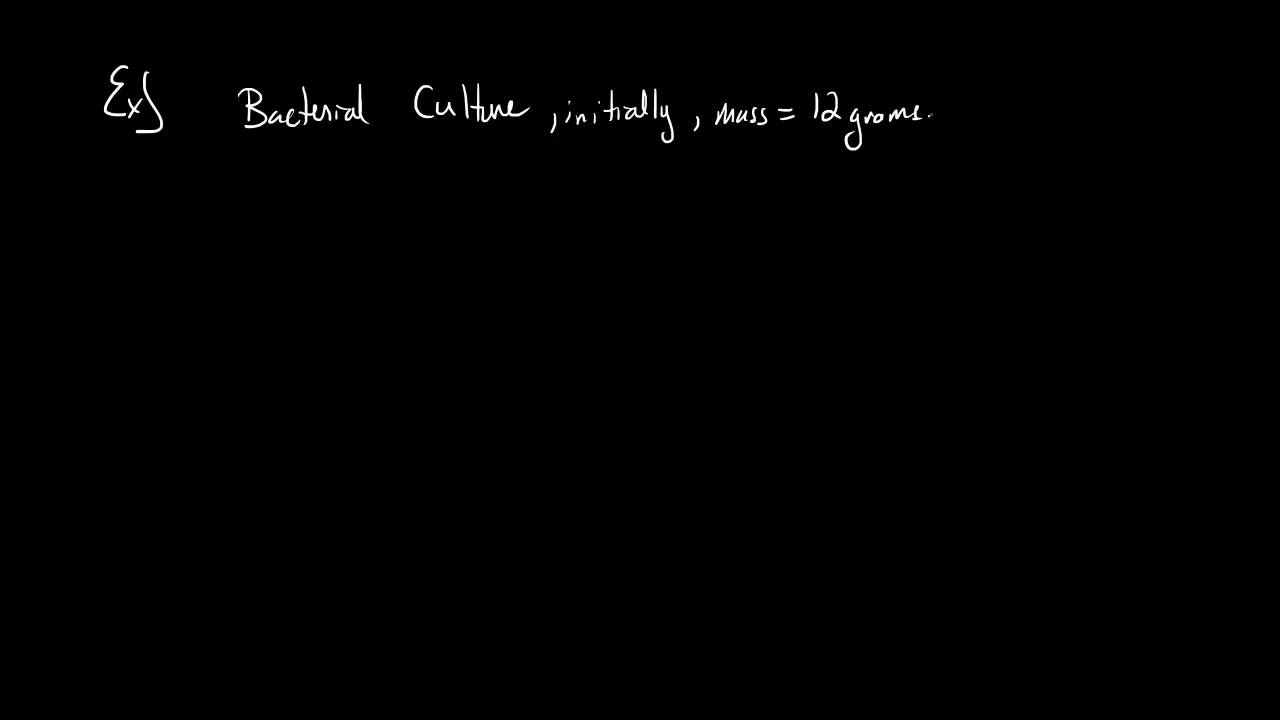 Ex) Bacterial Culture, initially, mass = 12 grams.